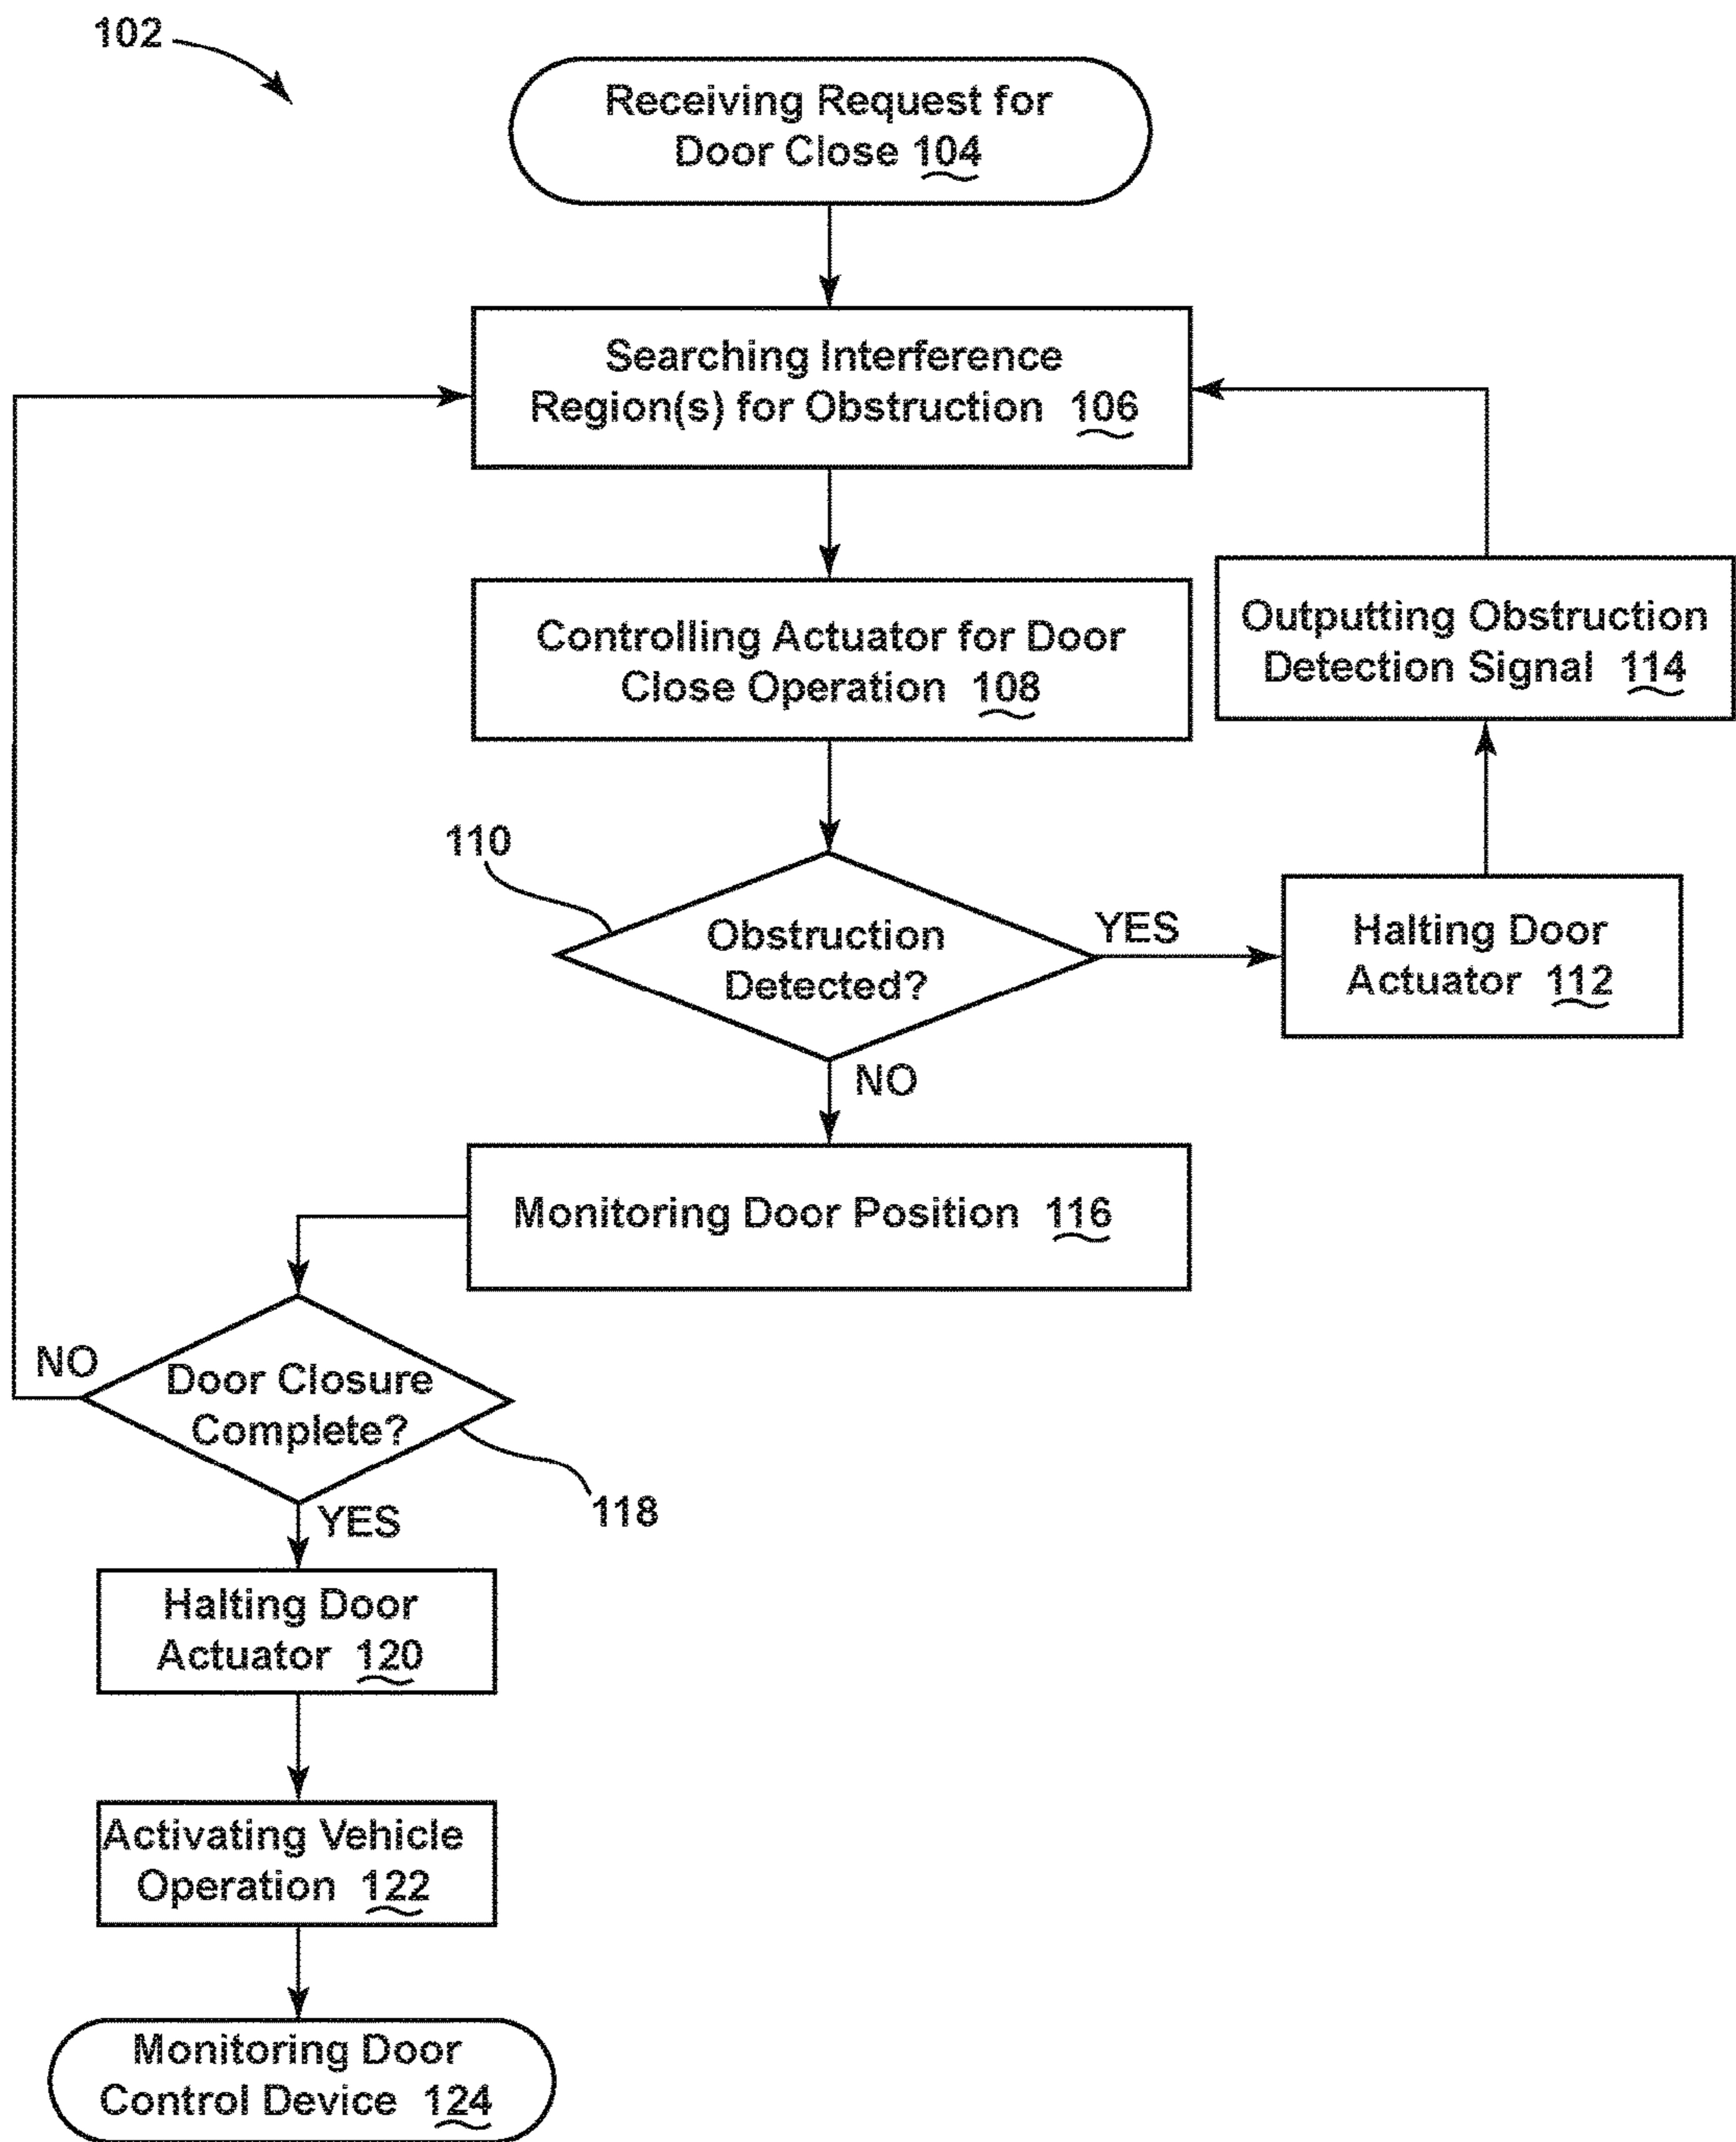 102
Receiving Request for
Door Close 104
Searching Interference
Region(s) for Obstruction 106
Controlling Actuator for Door
Close Operation 108
Outputting Obstruction
Detection Signal 114
110
Obstruction
Detected?
YES
Halting Door
Actuator 112
NO
Monitoring Door Position 116
NO
Door Closure
Complete?
118
YES
Halting Door
Actuator 120
Activating Vehicle
Operation 122
Monitoring Door
Control Device 124